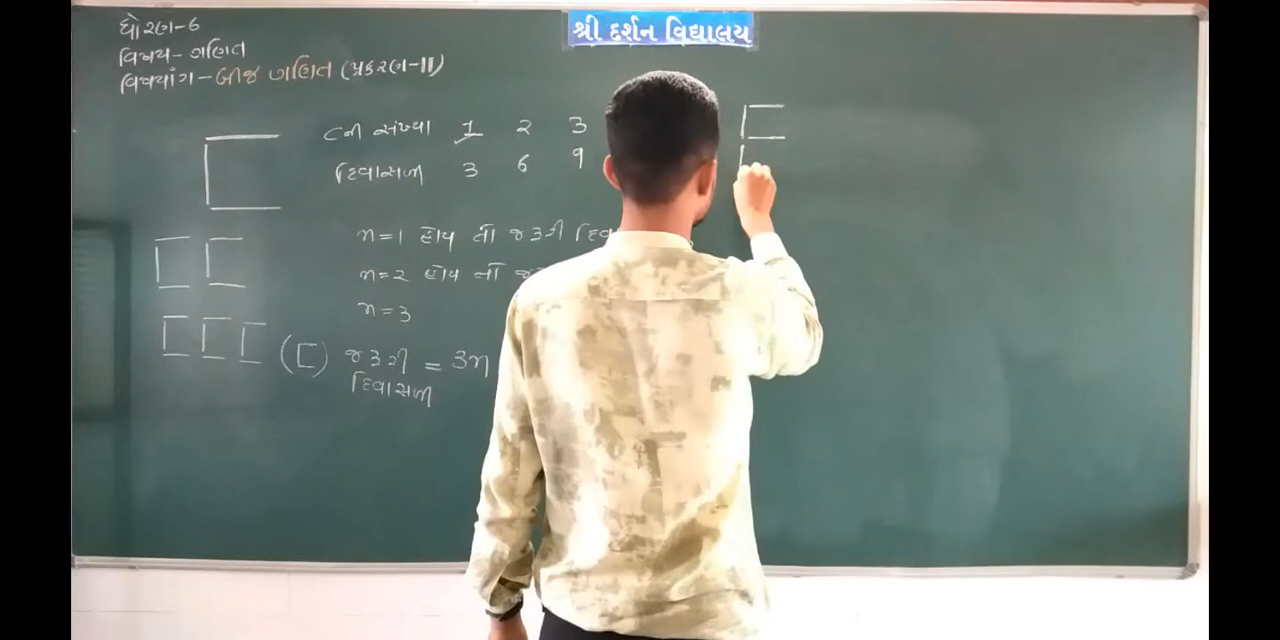 શ્રી દર્શન વિદ્યાલય
ધોરણ-6
વિષય- ગણિત
વિષયાંગ- બીજ ગણિત (પ્રકરણ-11)
Cની સંખ્યા 1 2 3
દિવાસળી 3 6 9
n=1 હોય તો જરૂરી
n=2 હોય તો
n=3
જરૂરી = 3n
દિવાસળી